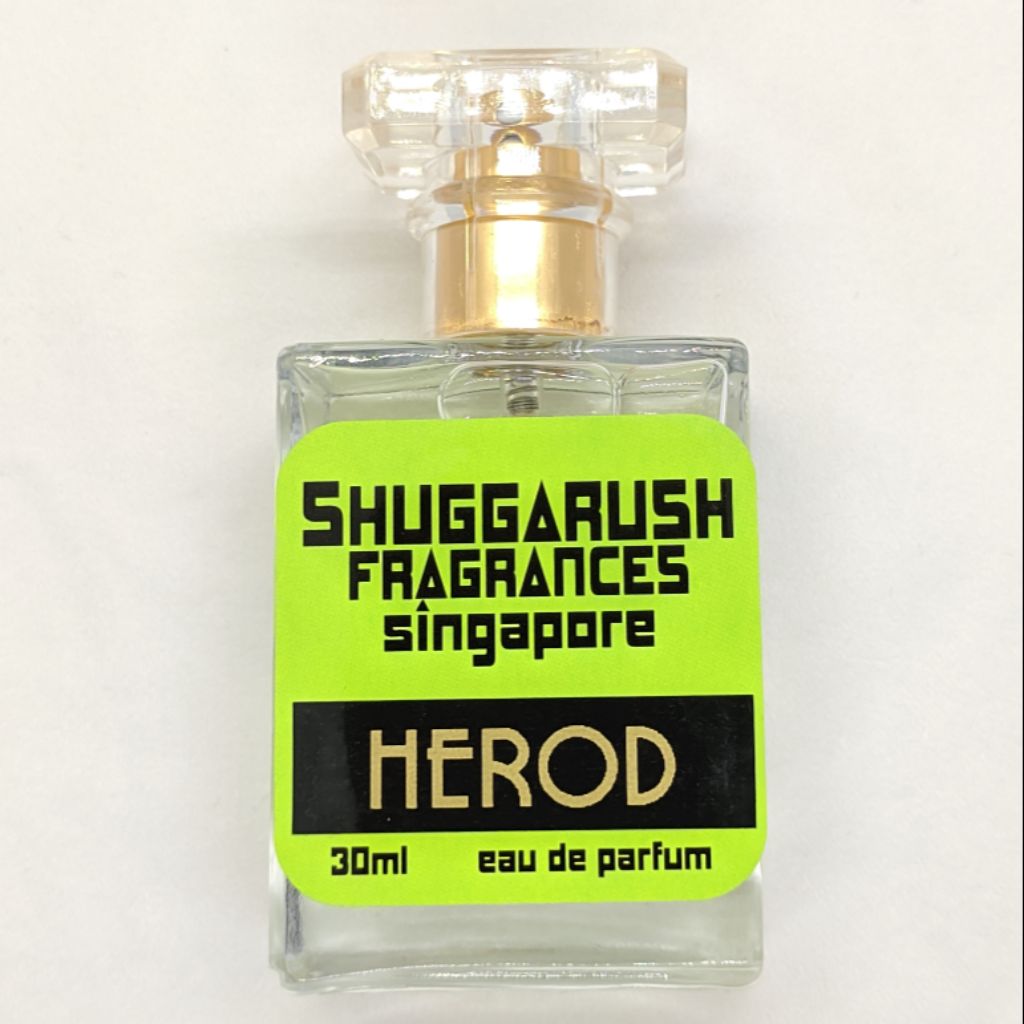 SHUGGARUSH
FRAGRANCES
singapore
HEROD
30ml eau de parfum